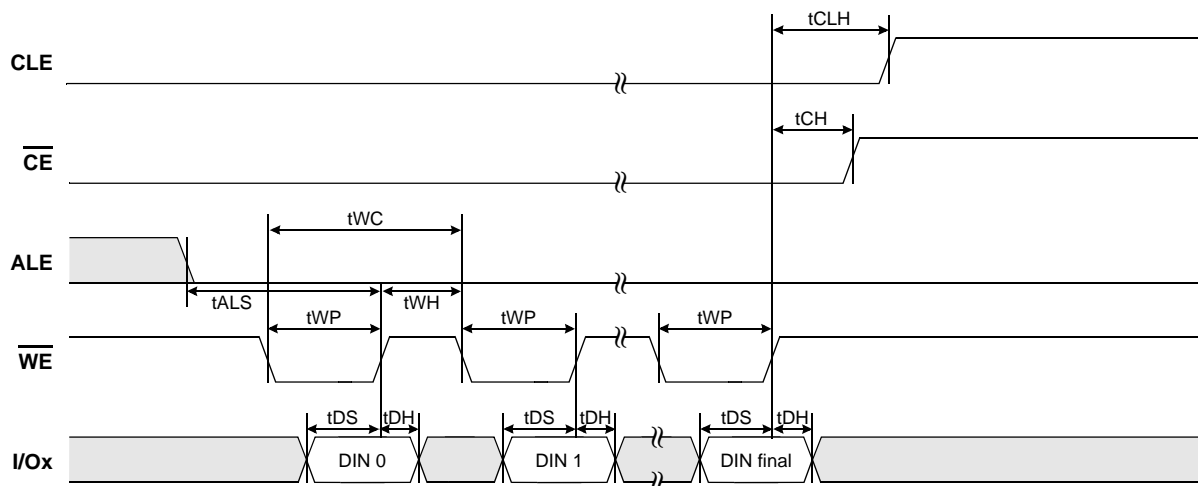 tCLH
CLE
tCH
CE
tWC
ALE
tALS tWH
tWP tWP tWP
WE
tDS tDH tDS tDH tDS tDH
I/Ox DIN 0 DIN 1 DIN final